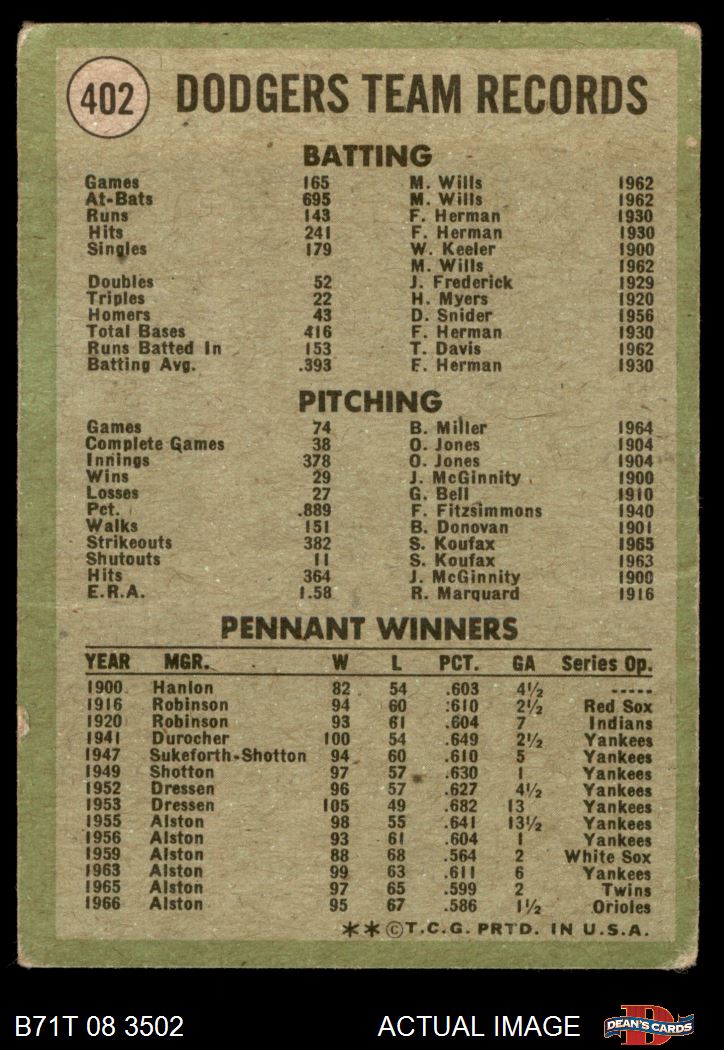 402 DODGERS TEAM RECORDS
BATTING
Games 165 M. Wills 1962
At-Bats 695 M. Wills 1962
Runs 143 F. Herman 1930
Hits 241 F. Herman 1930
Singles 179 W. Keeler 1900
M. Wills 1962
Doubles 52 J. Frederick 1929
Triples 22 H. Myers 1920
Homers 43 D. Snider 1956
Total Bases 416 F. Herman 1930
Runs Batted In 153 T. Davis 1962
Batting Avg. .393 F. Herman 1930
PITCHING
Games 74 B. Miller 1964
Complete Games 38 O. Jones 1904
Innings 378 O. Jones 1904
Wins 29 J. McGinnity 1900
Losses 27 G. Bell 1910
Pct. .889 F. Fitzsimmons 1940
Walks 151 B. Donovan 1901
Strikeouts 382 S. Koufax 1965
Shutouts 11 S. Koufax 1963
Hits 364 J. McGinnity 1900
E.R.A. 1.58 R. Marquard 1916
PENNANT WINNERS
YEAR MGR. W L PCT. GA Series Op.
1900 Hanlon 82 54 .603 4½ -----
1916 Robinson 94 60 .610 2½ Red Sox
1920 Robinson 93 61 .604 7 Indians
1941 Durocher 100 54 .649 2½ Yankees
1947 Sukeforth-Shotton 94 60 .610 5 Yankees
1949 Shotton 97 57 .630 1 Yankees
1952 Dressen 96 57 .627 4½ Yankees
1953 Dressen 105 49 .682 13 Yankees
1955 Alston 98 55 .641 13½ Yankees
1956 Alston 93 61 .604 1 Yankees
1959 Alston 88 68 .564 2 White Sox
1963 Alston 99 63 .611 6 Yankees
1965 Alston 97 65 .599 2 Twins
1966 Alston 95 67 .586 1½ Orioles
**©T.C.G. PRTD. IN U.S.A.
B71T 08 3502 ACTUAL IMAGE D DEAN'S CARDS